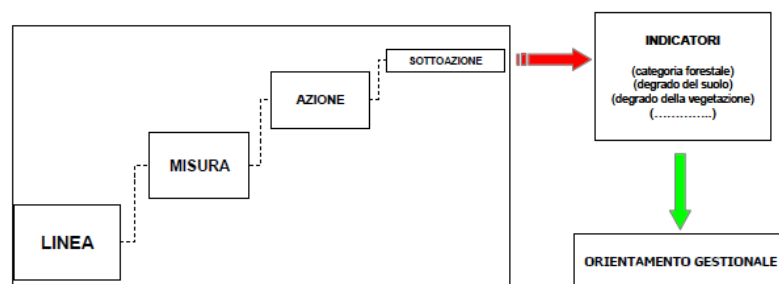 SOTTOAZIONE
AZIONE
MISURA
LINEA
INDICATORI
(categoria forestale)
(degrado del suolo)
(degrado della vegetazione)
(…………..)
ORIENTAMENTO GESTIONALE